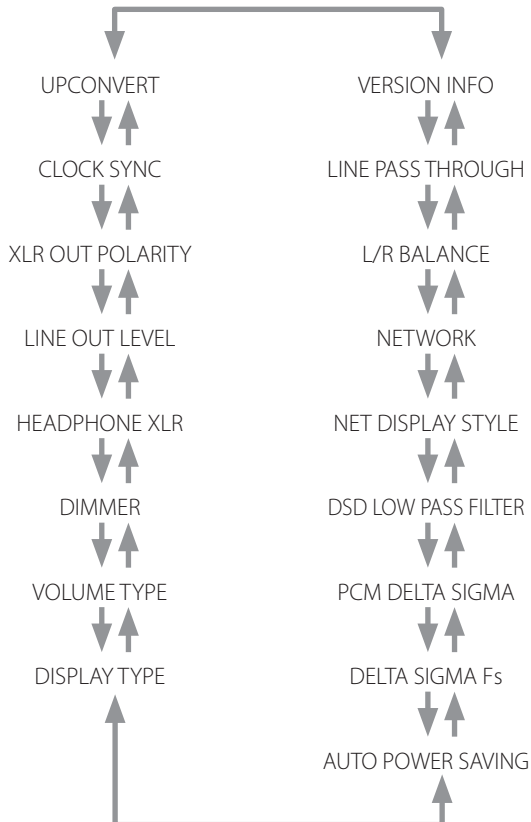 UPCONVERT
CLOCK SYNC
XLR OUT POLARITY
LINE OUT LEVEL
HEADPHONE XLR
DIMMER
VOLUME TYPE
DISPLAY TYPE
VERSION INFO
LINE PASS THROUGH
L/R BALANCE
NETWORK
NET DISPLAY STYLE
DSD LOW PASS FILTER
PCM DELTA SIGMA
DELTA SIGMA Fs
AUTO POWER SAVING